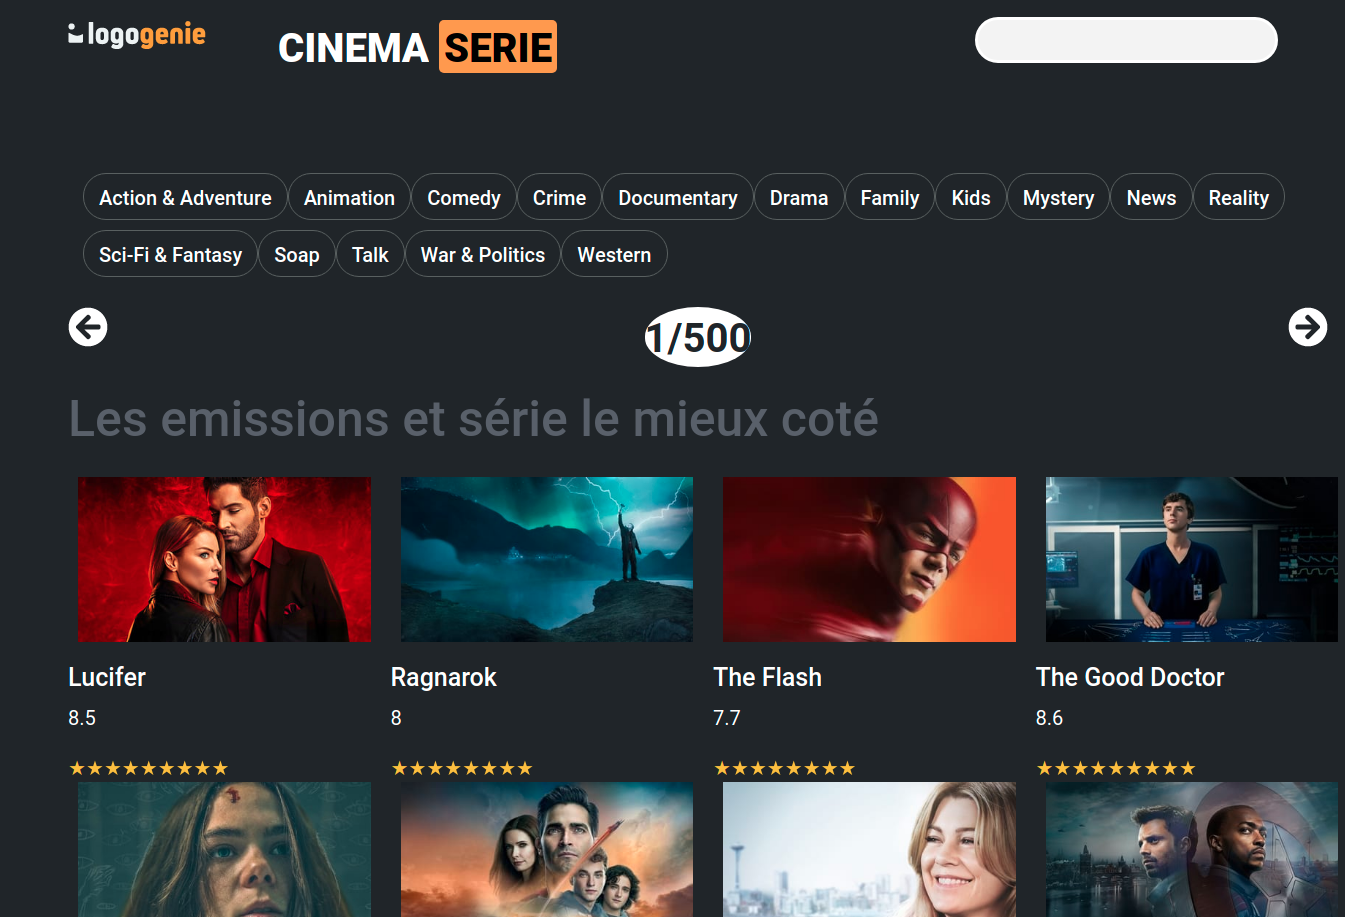 logogenie
CINEMA SERIE
Action & Adventure Animation Comedy Crime Documentary Drama Family Kids Mystery News Reality
Sci-Fi & Fantasy Soap Talk War & Politics Western
1/500
Les emissions et série le mieux coté
Lucifer Ragnarok The Flash The Good Doctor
8.5 8 7.7 8.6
★★★★★★★★★ ★★★★★★★★ ★★★★★★★★ ★★★★★★★★★